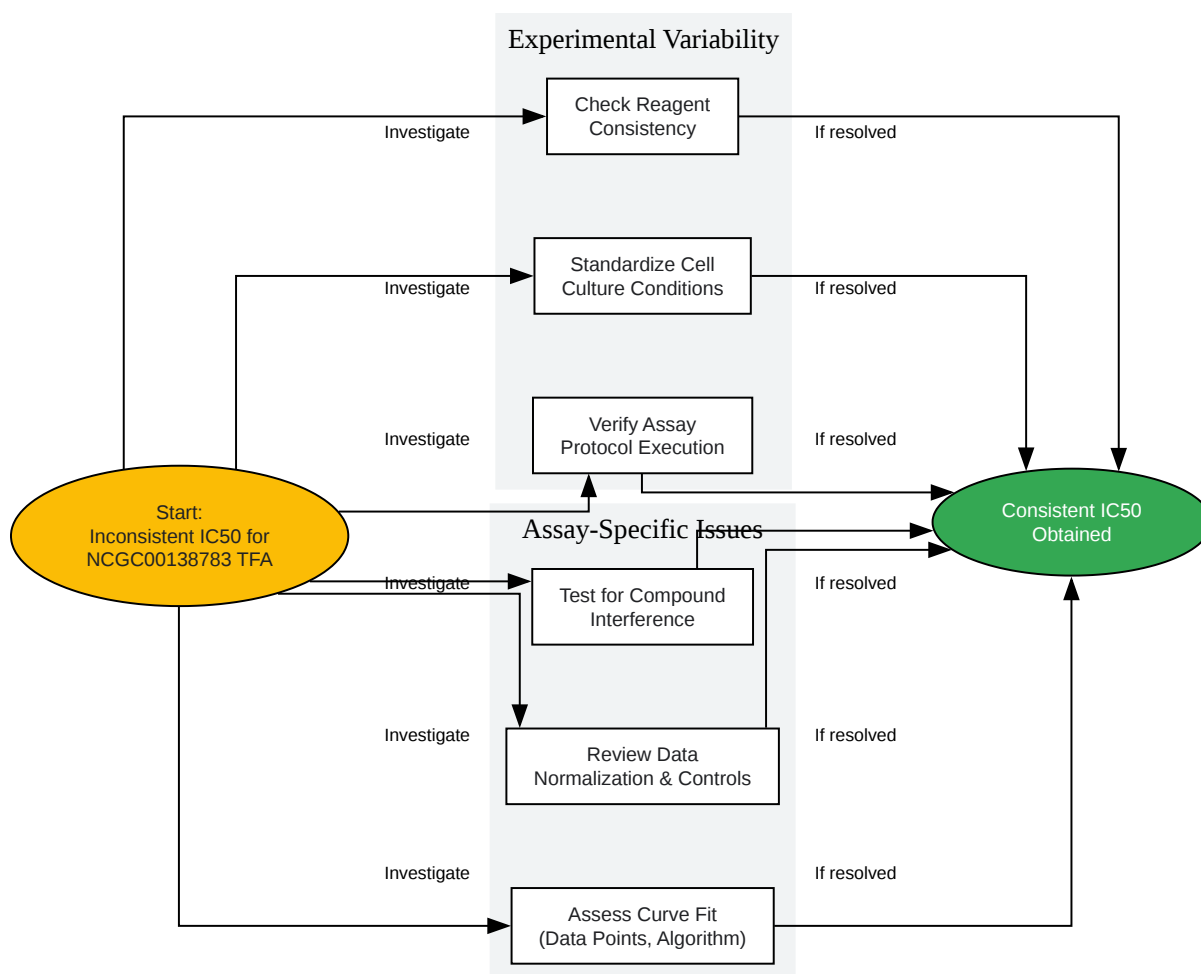 Experimental Variability
Check Reagent
Consistency
Investigate
If resolved
Standardize Cell
Culture Conditions
Investigate
If resolved
Verify Assay
Protocol Execution
Investigate
If resolved
Start:
Inconsistent IC50 for
NCGC00138783 TFA
Consistent IC50
Obtained
Assay-Specific Issues
Test for Compound
Interference
Investigate
If resolved
Review Data
Normalization & Controls
Investigate
If resolved
Assess Curve Fit
(Data Points, Algorithm)
Investigate
If resolved